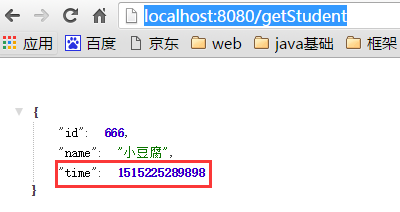 localhost:8080/getStudent
应用 百度 京东 web java基础 框架
{
"id": 666,
"name": "小豆腐",
"time": 1515225289898
}